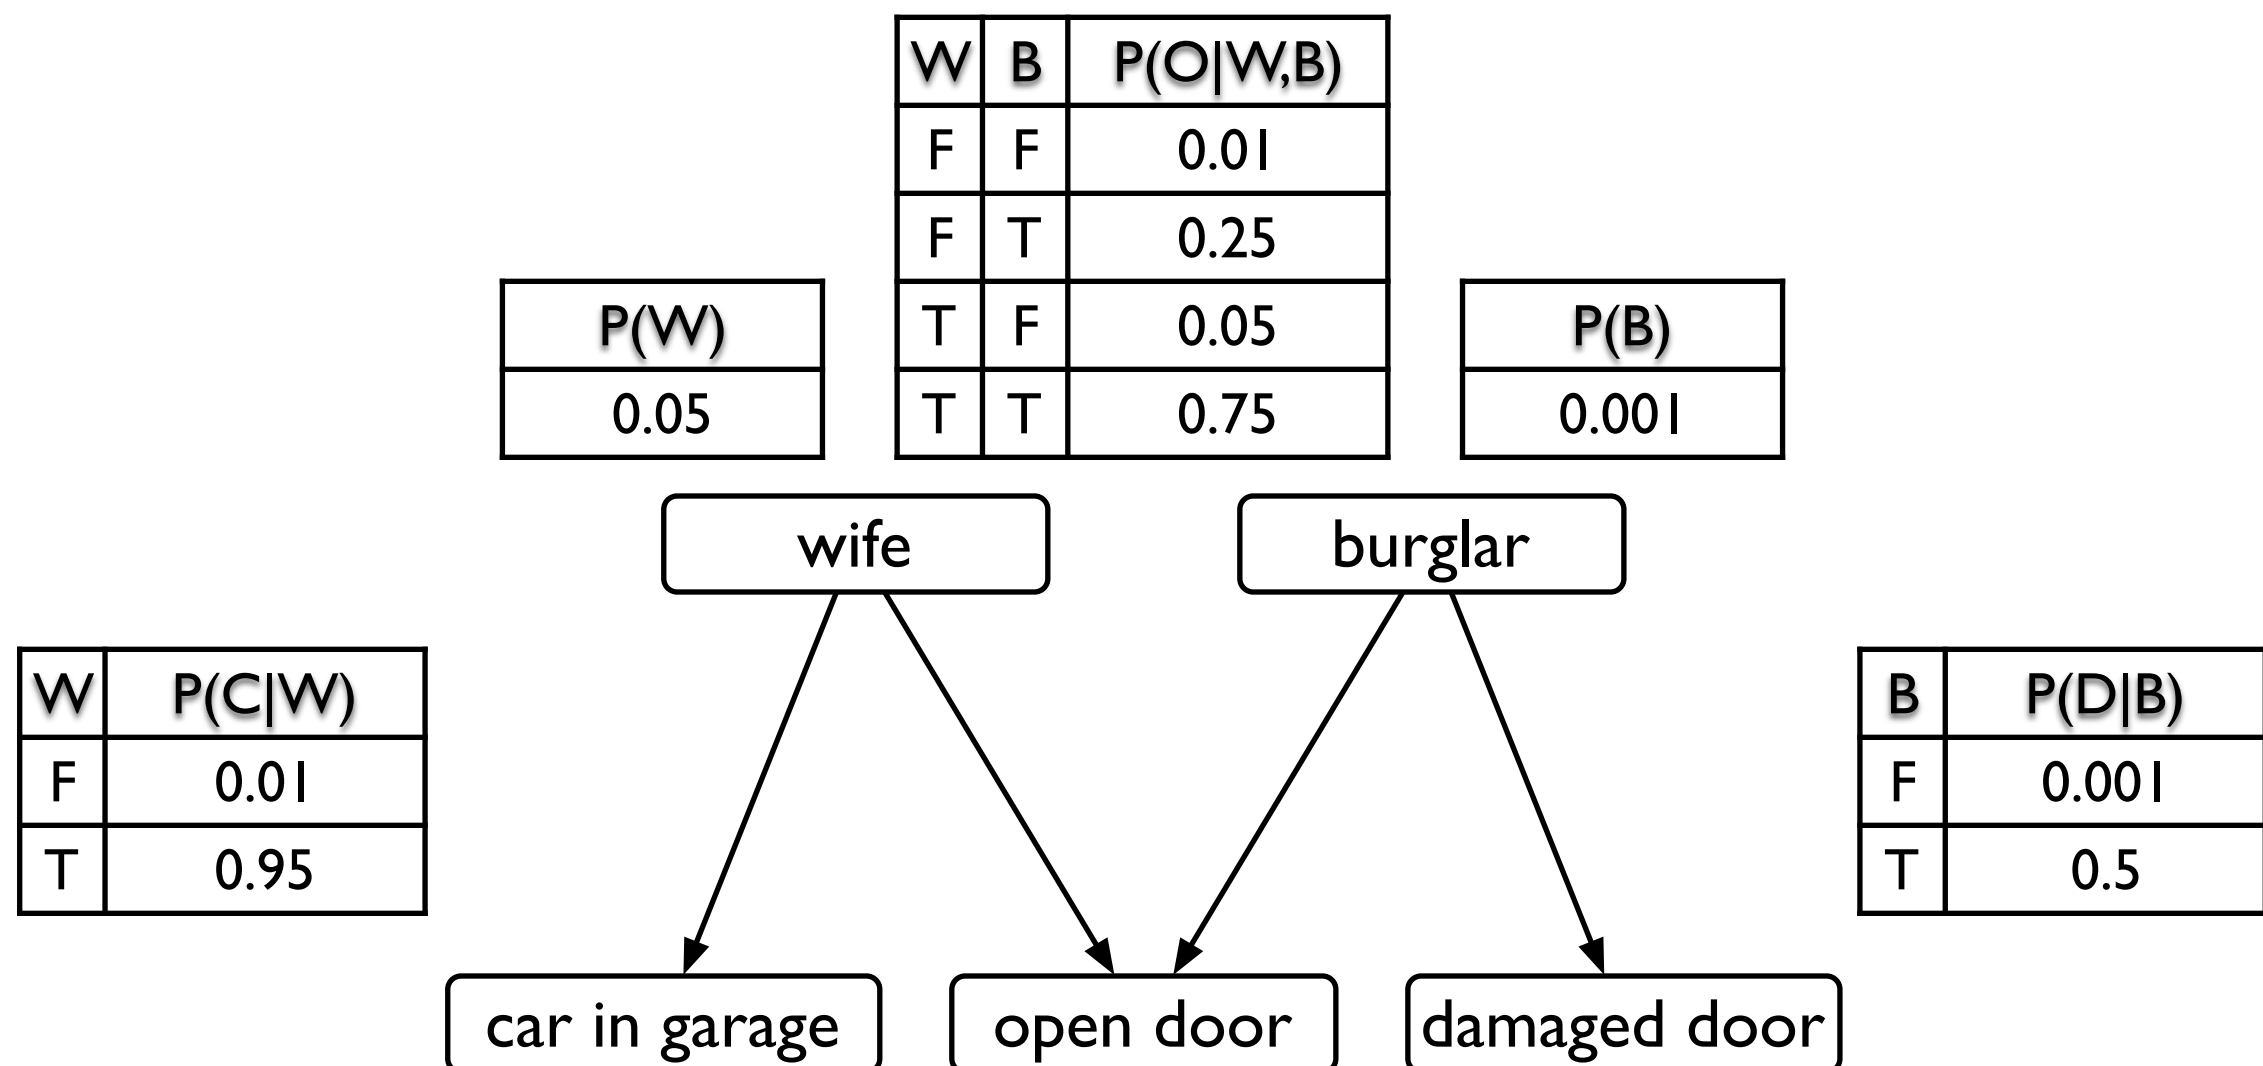 W B P(O|W,B)
F F 0.01
F T 0.25
T F 0.05
T T 0.75
P(W)
0.05
P(B)
0.001
wife
burglar
W P(C|W)
F 0.01
T 0.95
B P(D|B)
F 0.001
T 0.5
car in garage
open door
damaged door